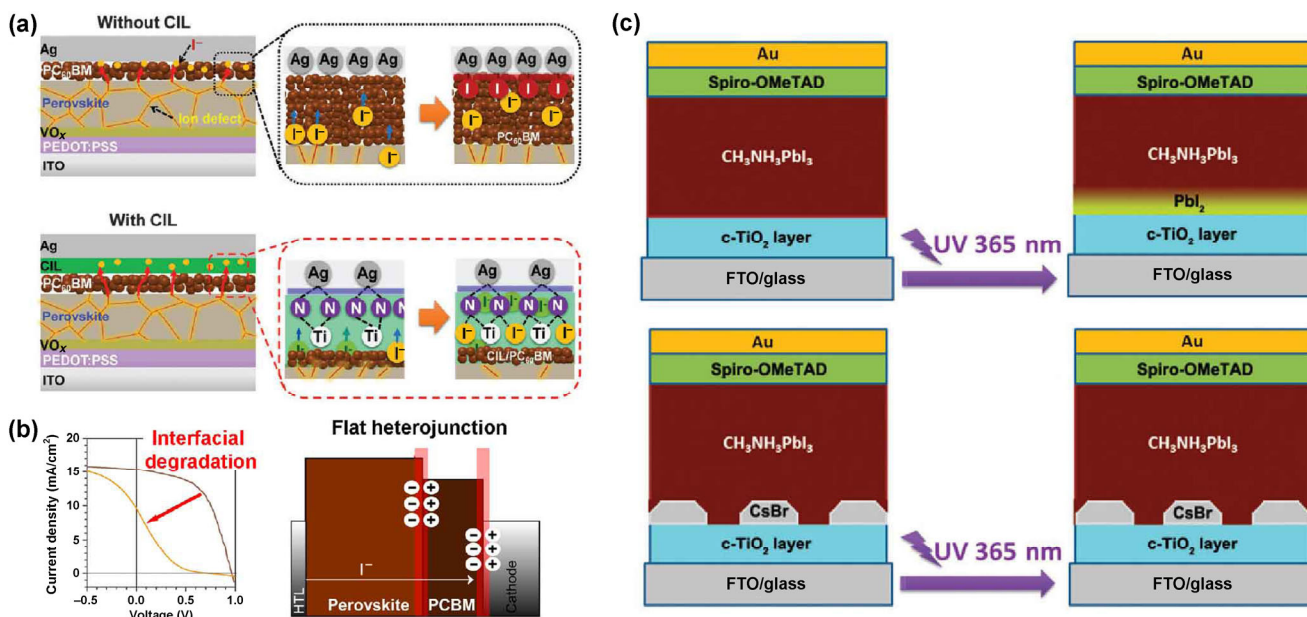 (a)
Without CIL
Ag
I⁻
PC₆₀BM
Perovskite
Ion defect
VOₓ
PEDOT:PSS
ITO
Ag Ag Ag Ag
I⁻
I⁻ I⁻
I⁻
Ag Ag Ag Ag
I I I I
I⁻
I⁻ I⁻
PC₆₀BM
With CIL
Ag
CIL
PC₆₀BM
Perovskite
VOₓ
PEDOT:PSS
ITO
Ag Ag
N N N N N
Ti Ti
I⁻ I⁻ I⁻
Ag Ag
N I⁻ N I⁻ N I⁻ N
I⁻ Ti I⁻ Ti I⁻
CIL/PC₆₀BM
(b)
Current density (mA/cm²)
20
15
10
5
0
-0.5 0.0 0.5 1.0
Voltage (V)
Interfacial
degradation
Flat heterojunction
− +
− +
− +
− +
− +
− +
I⁻
HTL
Perovskite
PCBM
Cathode
(c)
Au
Spiro-OMeTAD
CH₃NH₃PbI₃
c-TiO₂ layer
FTO/glass
UV 365 nm
Au
Spiro-OMeTAD
CH₃NH₃PbI₃
PbI₂
c-TiO₂ layer
FTO/glass
Au
Spiro-OMeTAD
CH₃NH₃PbI₃
CsBr
c-TiO₂ layer
FTO/glass
UV 365 nm
Au
Spiro-OMeTAD
CH₃NH₃PbI₃
CsBr
c-TiO₂ layer
FTO/glass